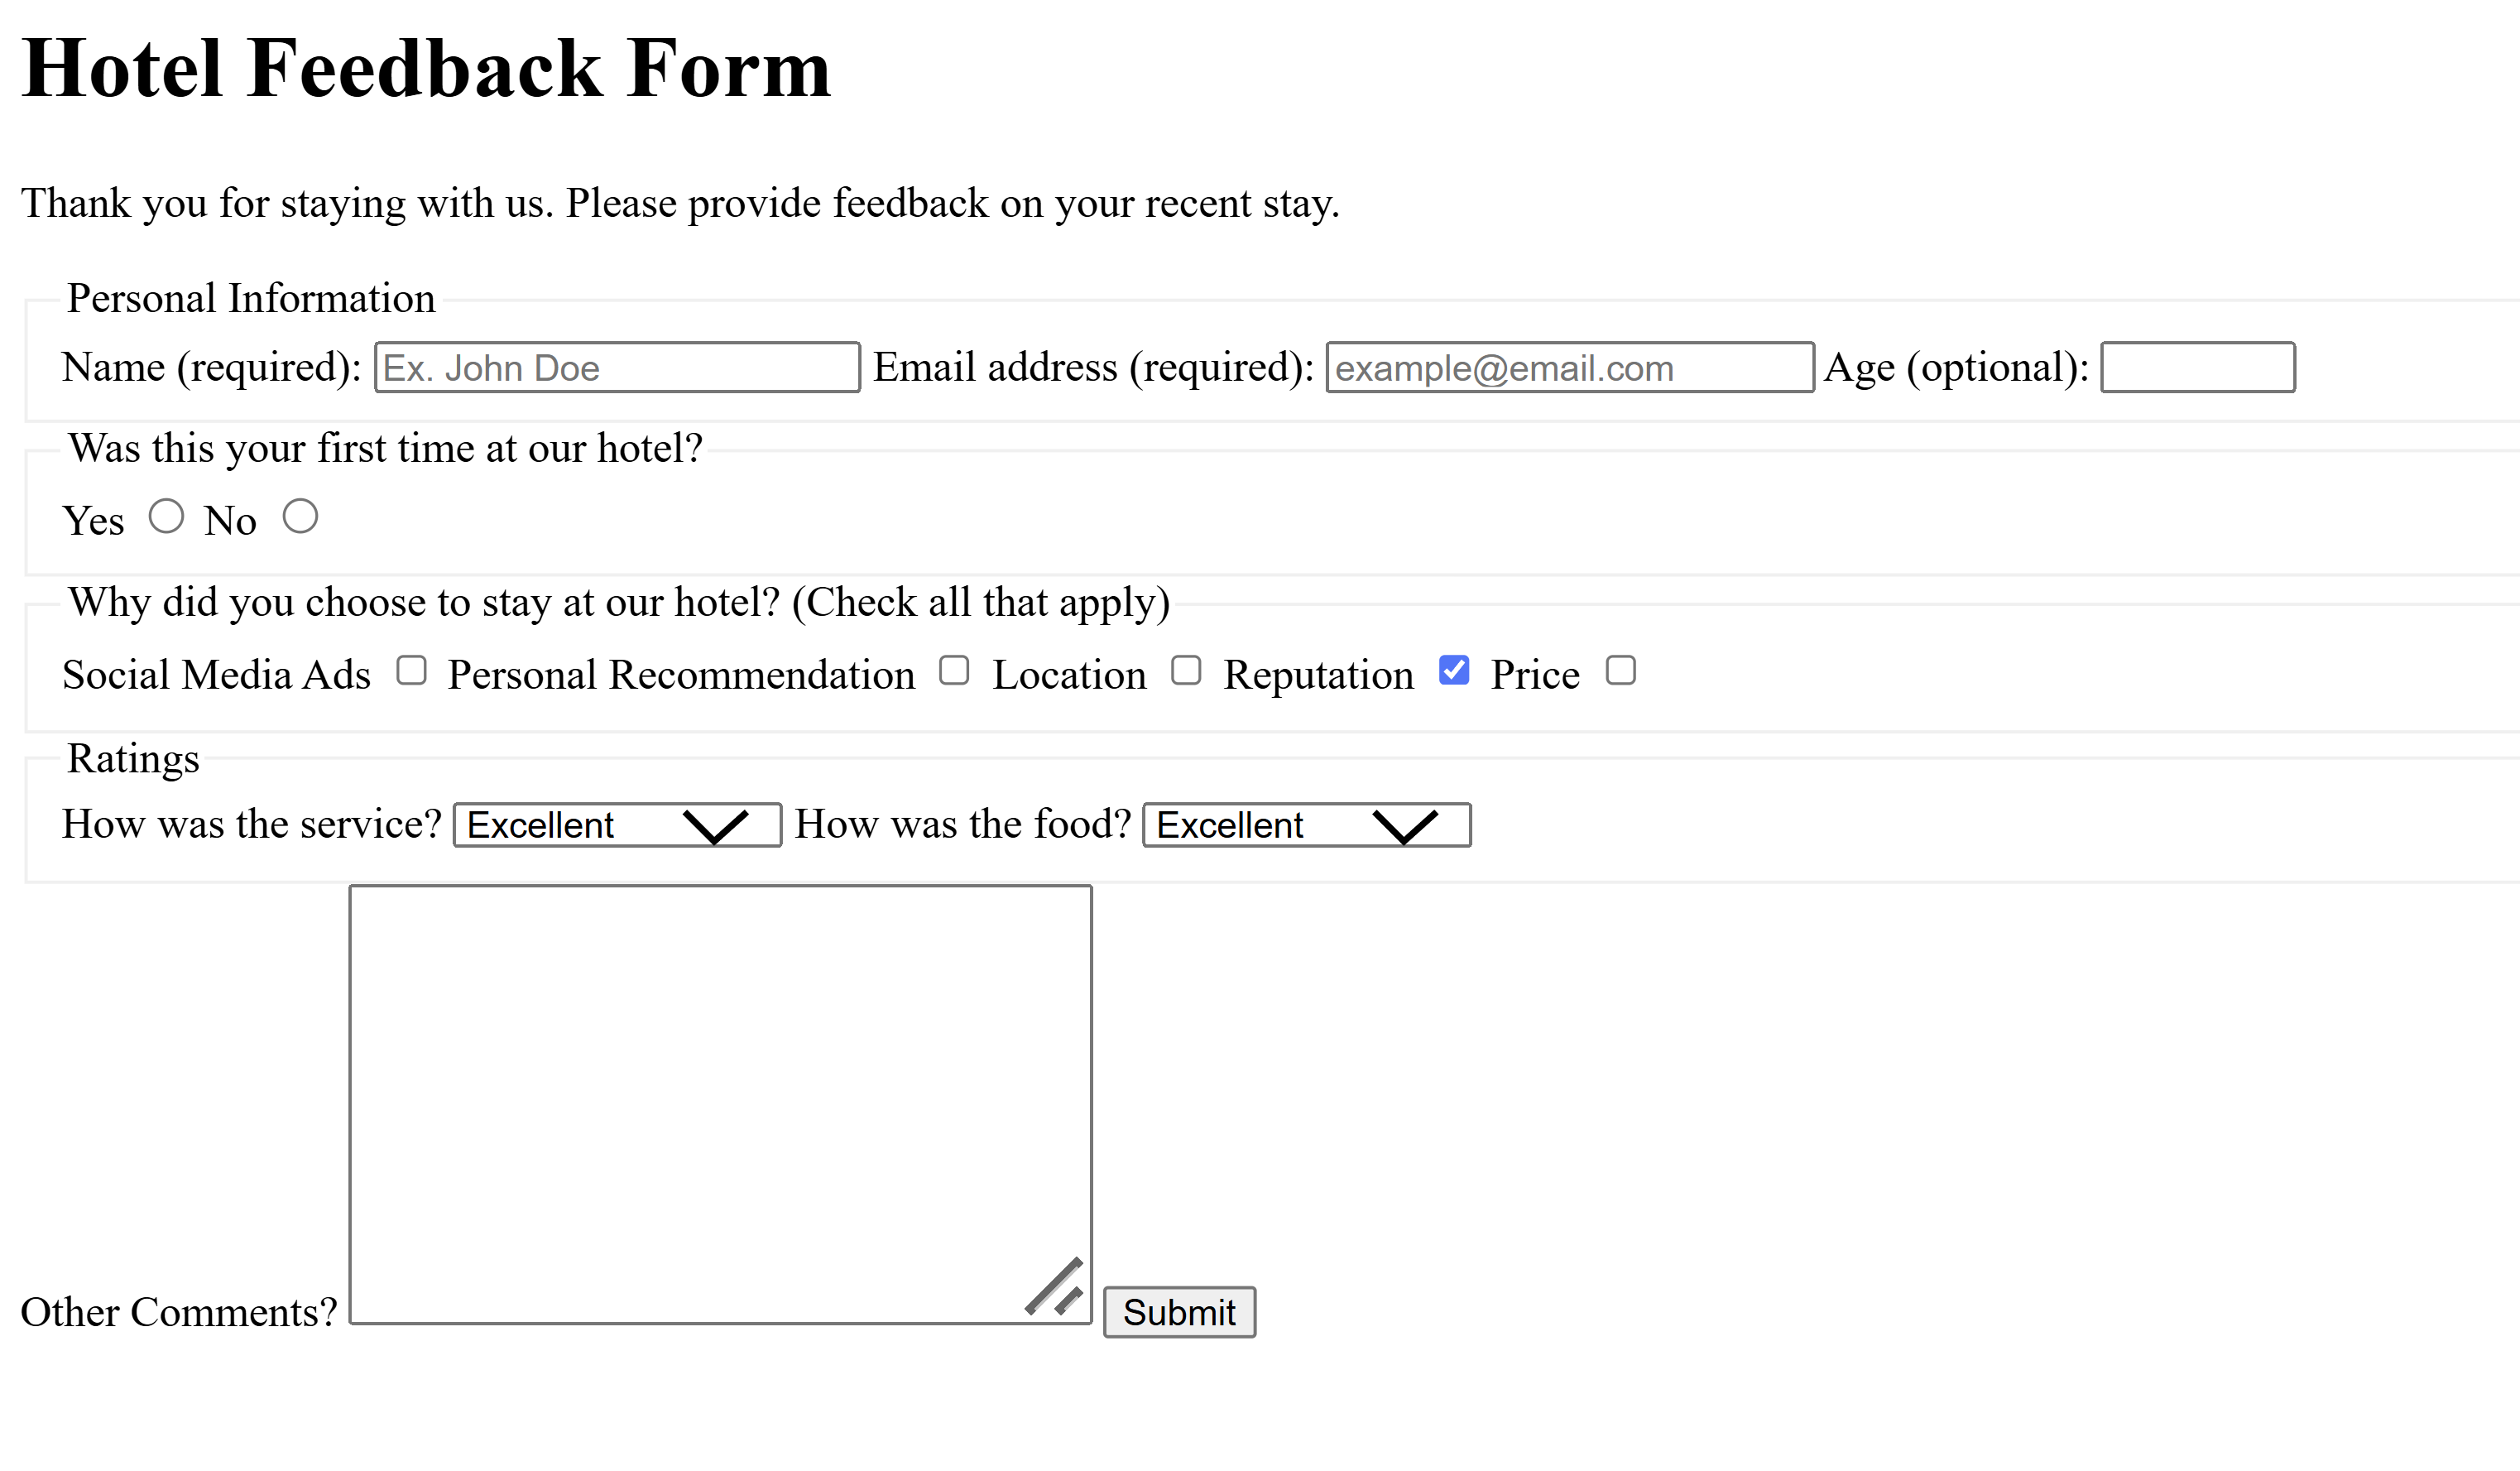 Hotel Feedback Form
Thank you for staying with us. Please provide feedback on your recent stay.
Personal Information
Name (required): Ex. John Doe Email address (required): example@email.com Age (optional):
Was this your first time at our hotel?
Yes No
Why did you choose to stay at our hotel? (Check all that apply)
Social Media Ads Personal Recommendation Location Reputation Price
Ratings
How was the service? Excellent How was the food? Excellent
Other Comments? Submit